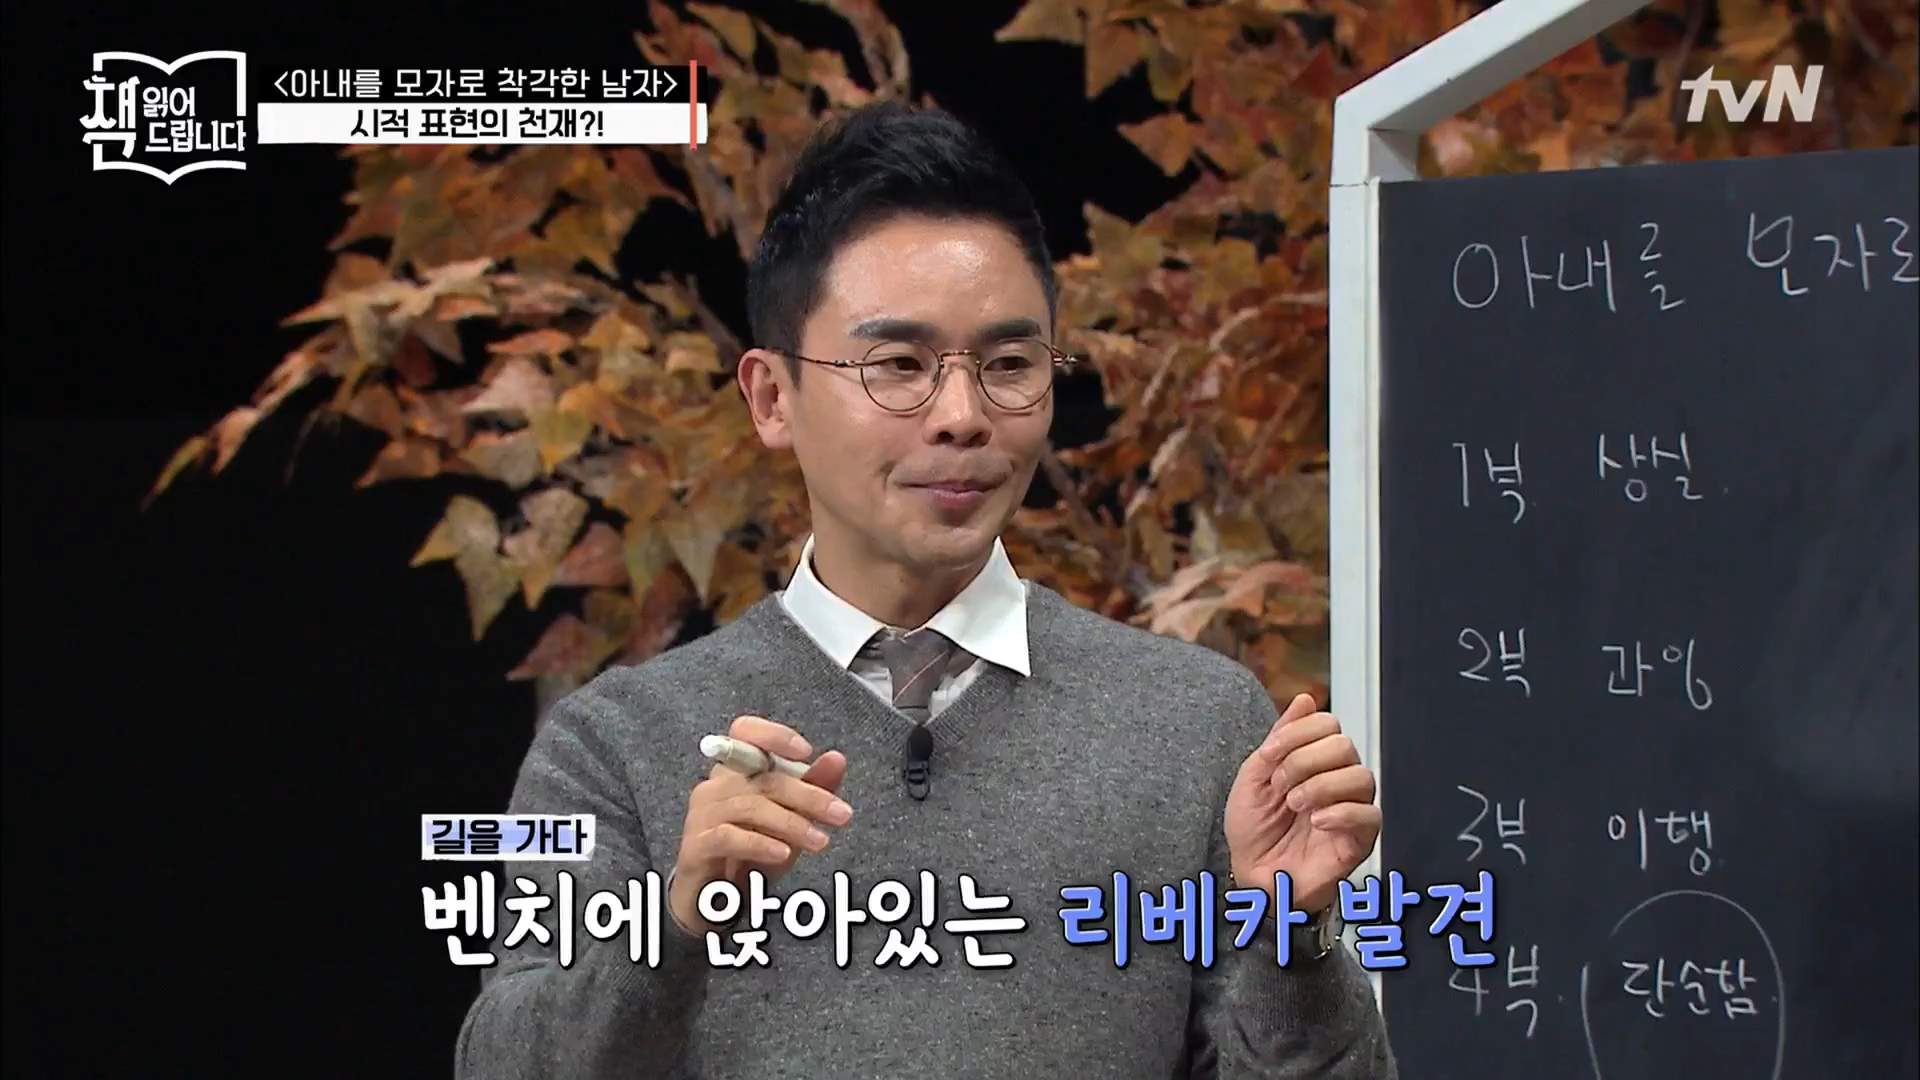 책 읽어드립니다
<아내를 모자로 착각한 남자>
시적 표현의 천재?!
tvN
아내를 모자로
1부 상실
2부 과잉
3부 이행
4부 단순함
길을 가다
벤치에 앉아있는 리베카 발견